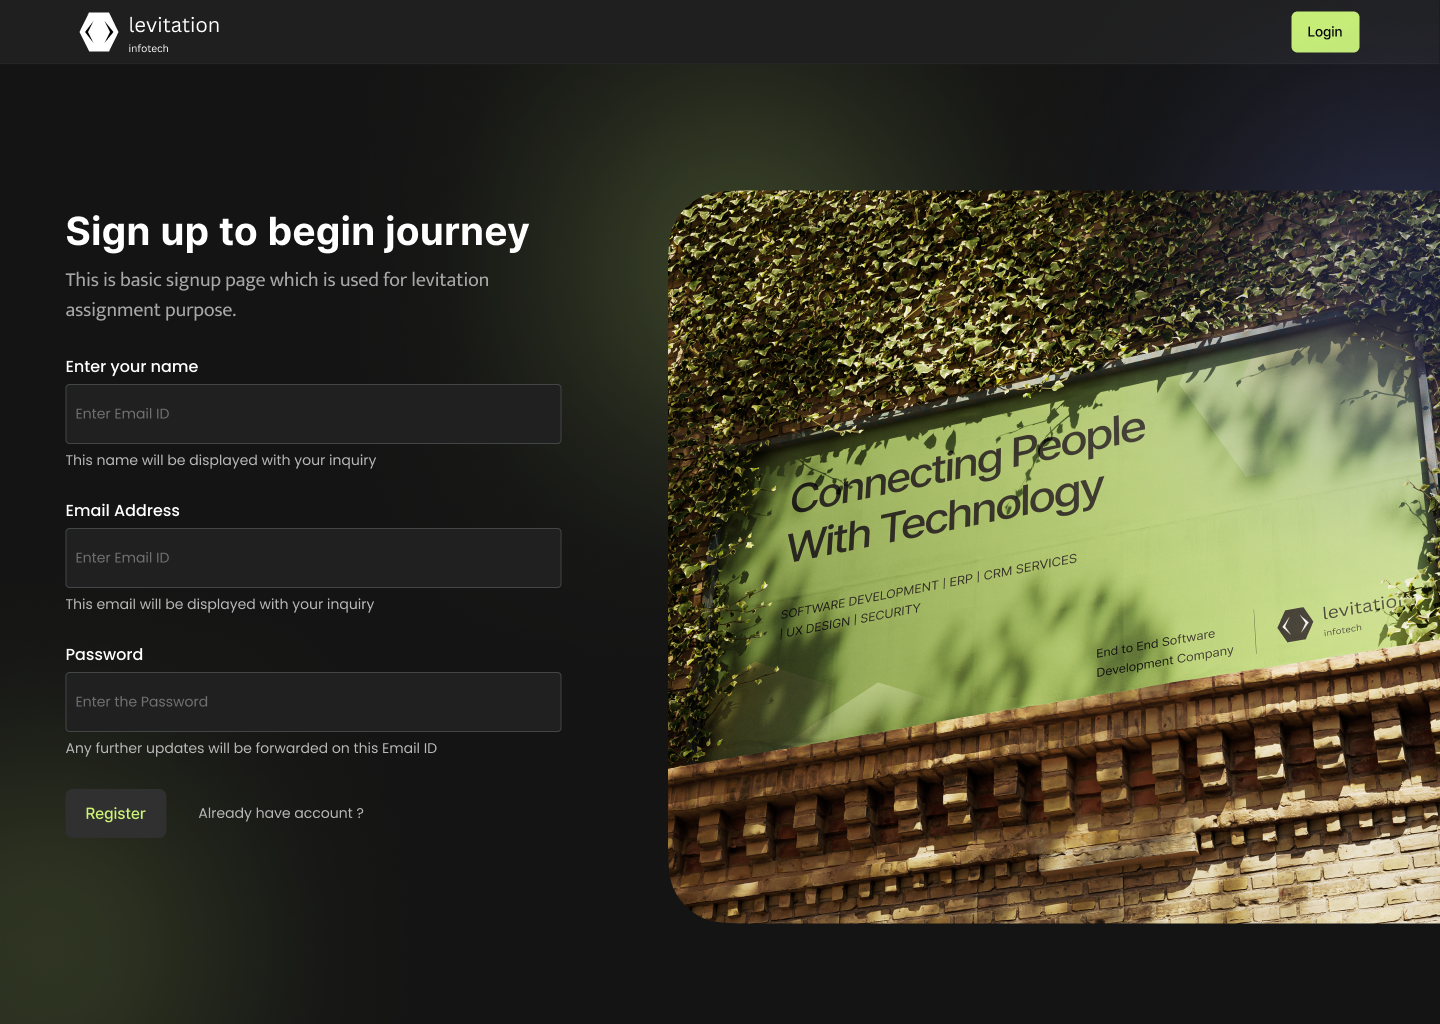 levitation
infotech
Login
Sign up to begin journey
This is basic signup page which is used for levitation
assignment purpose.
Enter your name
Enter Email ID
This name will be displayed with your inquiry
Email Address
Enter Email ID
This email will be displayed with your inquiry
Password
Enter the Password
Any further updates will be forwarded on this Email ID
Register
Already have account ?
Connecting People
With Technology
SOFTWARE DEVELOPMENT | ERP | CRM SERVICES
| UX DESIGN | SECURITY
End to End Software
Development Company
levitation
infotech